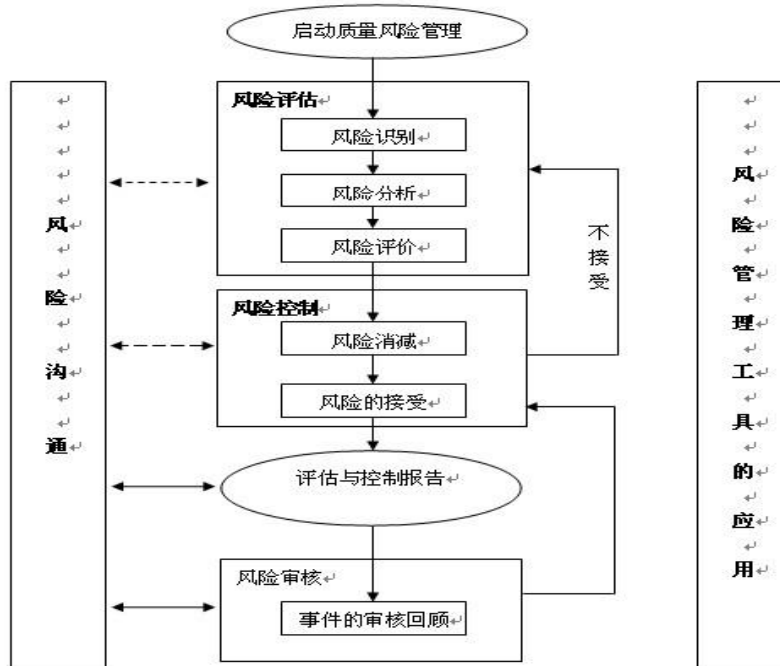 启动质量风险管理
风险评估
风险识别
风险分析
风险评价
风险控制
风险消减
风险的接受
评估与控制报告
风险审核
事件的审核回顾
不接受
风险沟通
风险管理工具的应用